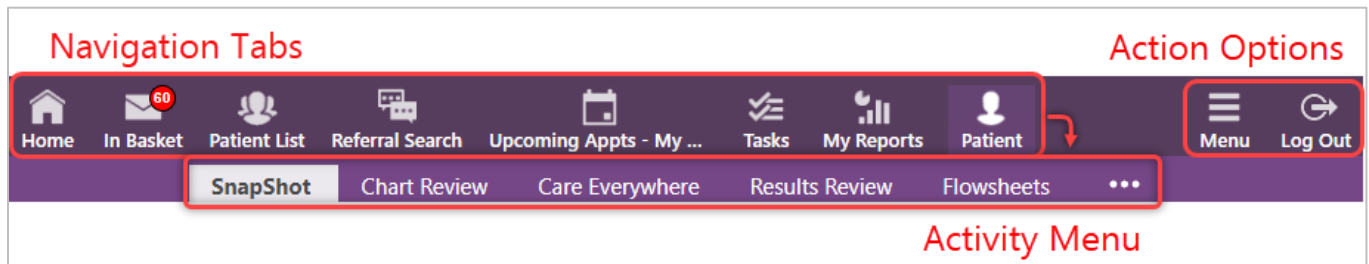 Navigation Tabs Action Options
60
Home In Basket Patient List Referral Search Upcoming Appts - My ... Tasks My Reports Patient Menu Log Out
SnapShot Chart Review Care Everywhere Results Review Flowsheets •••
Activity Menu